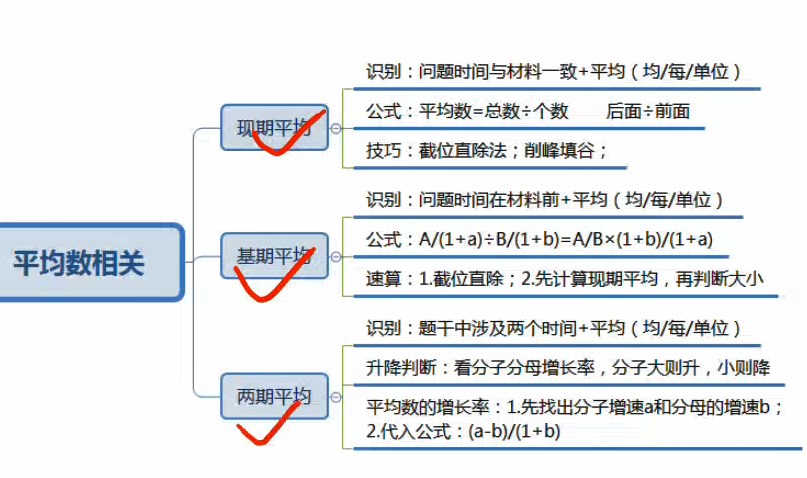 平均数相关
现期平均
识别：问题时间与材料一致+平均（均/每/单位）
公式：平均数=总数÷个数 后面÷前面
技巧：截位直除法；削峰填谷；
基期平均
识别：问题时间在材料前+平均（均/每/单位）
公式：A/(1+a)÷B/(1+b)=A/B×(1+b)/(1+a)
速算：1.截位直除；2.先计算现期平均，再判断大小
两期平均
识别：题干中涉及两个时间+平均（均/每/单位）
升降判断：看分子分母增长率，分子大则升，小则降
平均数的增长率：1.先找出分子增速a和分母的增速b；
2.代入公式：(a-b)/(1+b)